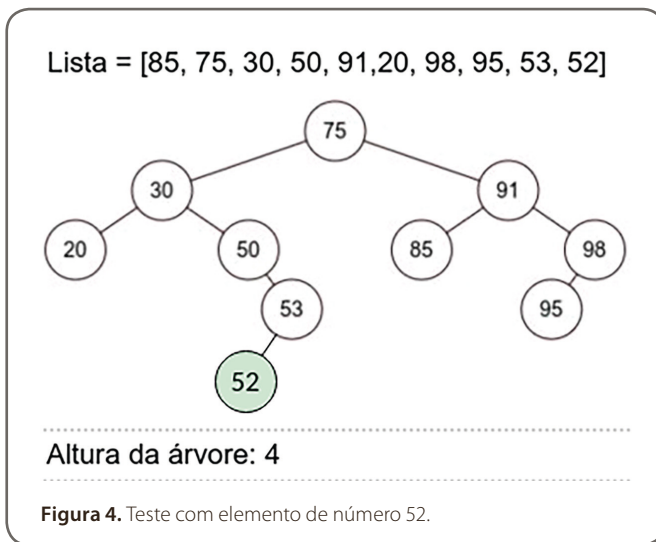 Lista = [85, 75, 30, 50, 91,20, 98, 95, 53, 52]
75
30 91
20 50 85 98
53 95
52
Altura da árvore: 4
Figura 4. Teste com elemento de número 52.